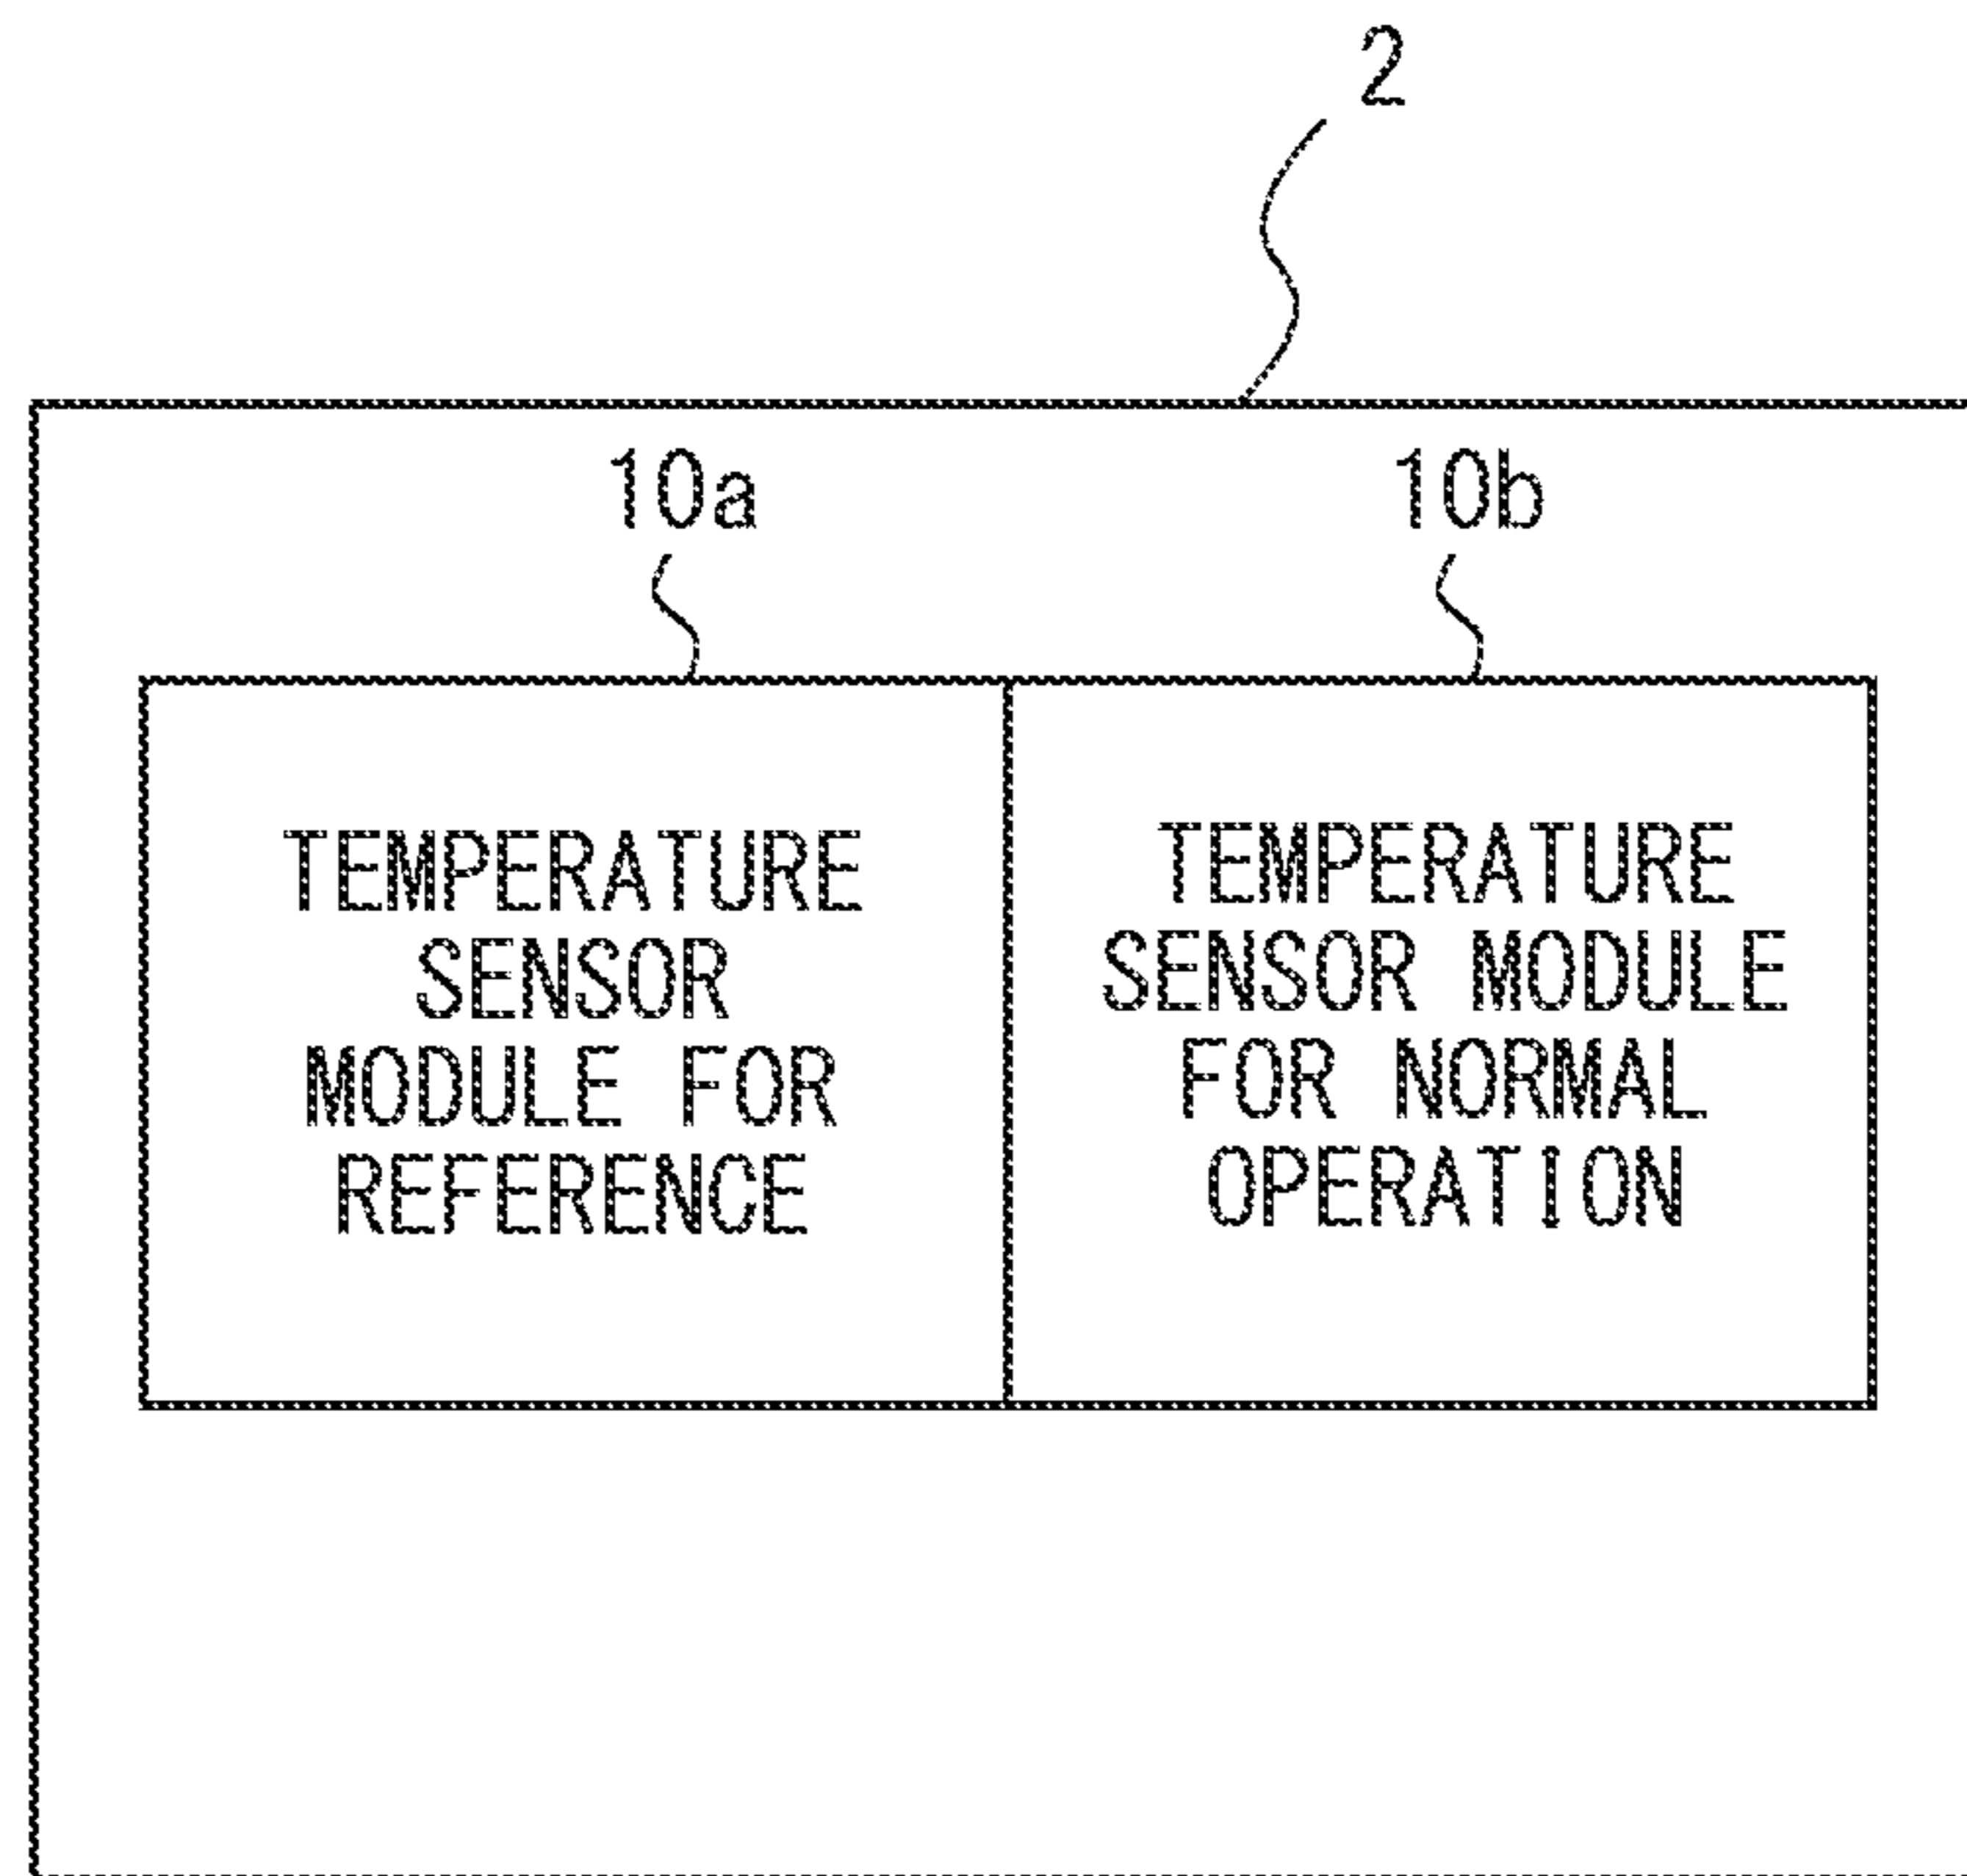 2
10a
10b
TEMPERATURE
SENSOR
MODULE FOR
REFERENCE
TEMPERATURE
SENSOR MODULE
FOR NORMAL
OPERATION